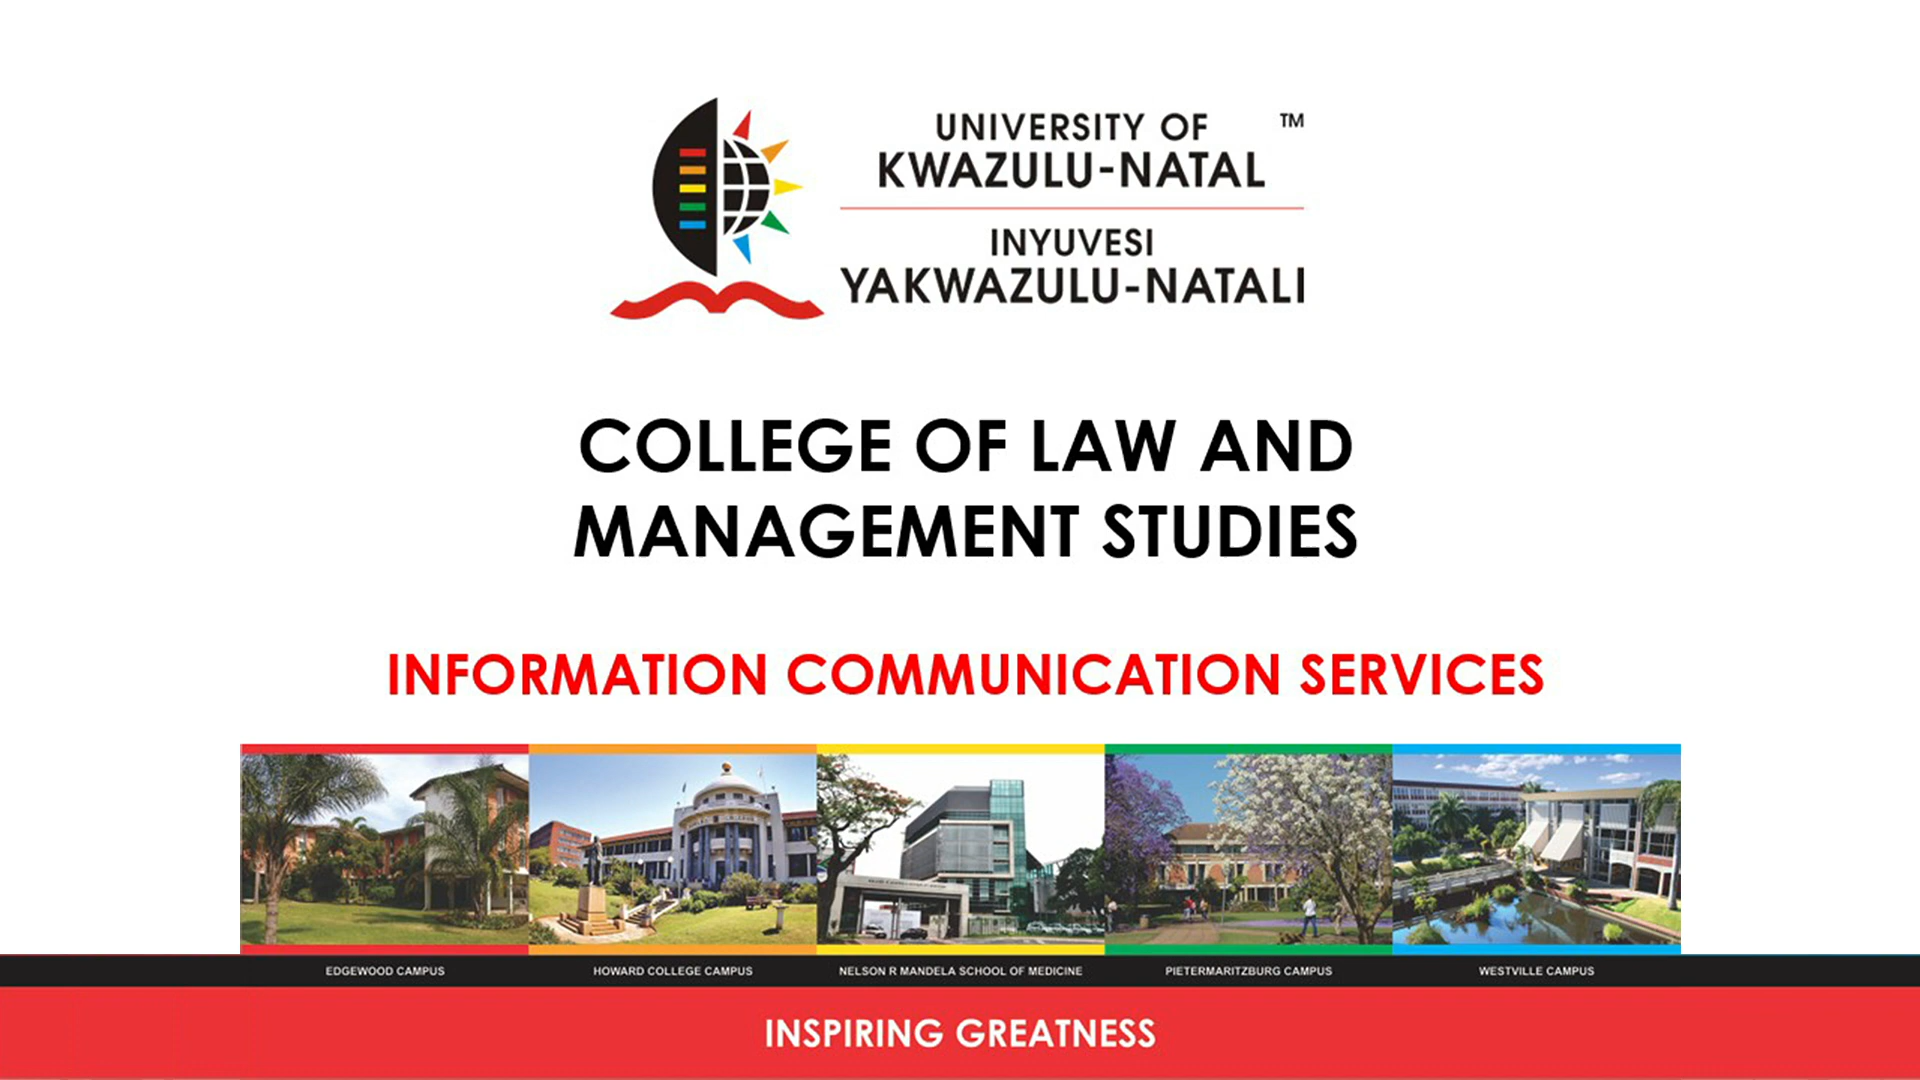 UNIVERSITY OF ™
KWAZULU-NATAL
INYUVESI
YAKWAZULU-NATALI
COLLEGE OF LAW AND
MANAGEMENT STUDIES
INFORMATION COMMUNICATION SERVICES
EDGEWOOD CAMPUS
HOWARD COLLEGE CAMPUS
NELSON R MANDELA SCHOOL OF MEDICINE
PIETERMARITZBURG CAMPUS
WESTVILLE CAMPUS
INSPIRING GREATNESS